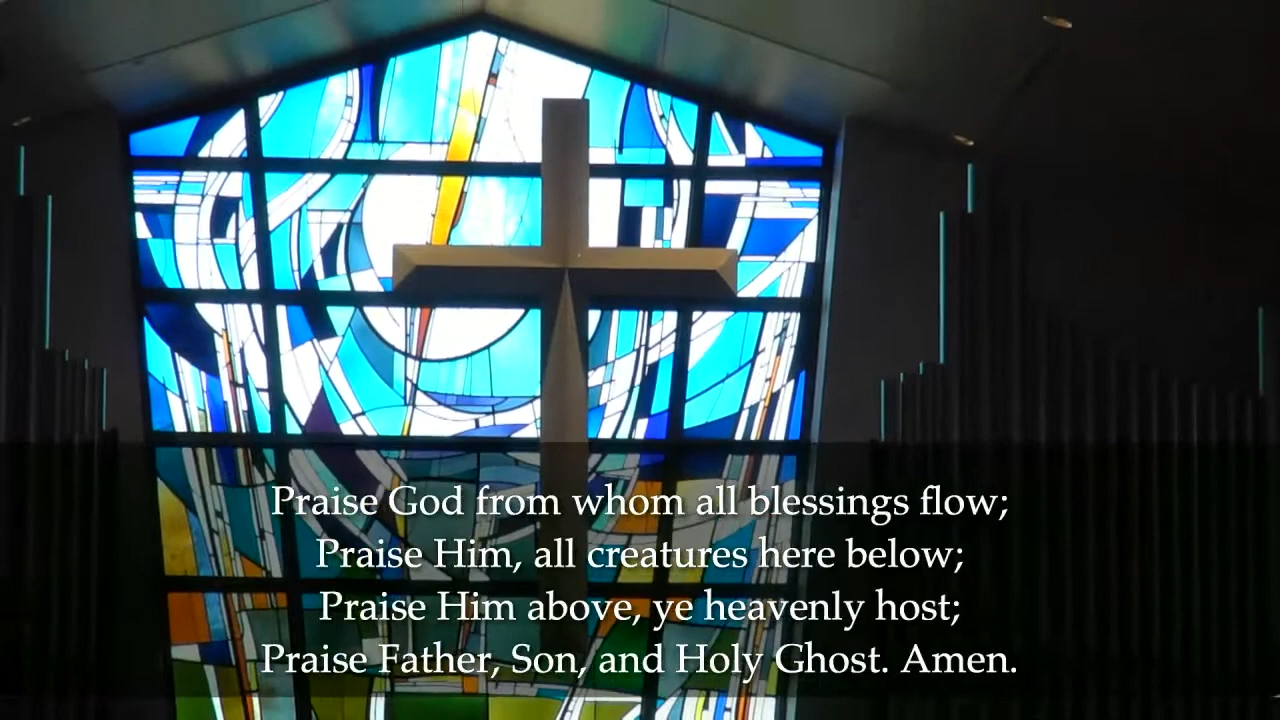 Praise God from whom all blessings flow;
Praise Him, all creatures here below;
Praise Him above, ye heavenly host;
Praise Father, Son, and Holy Ghost. Amen.